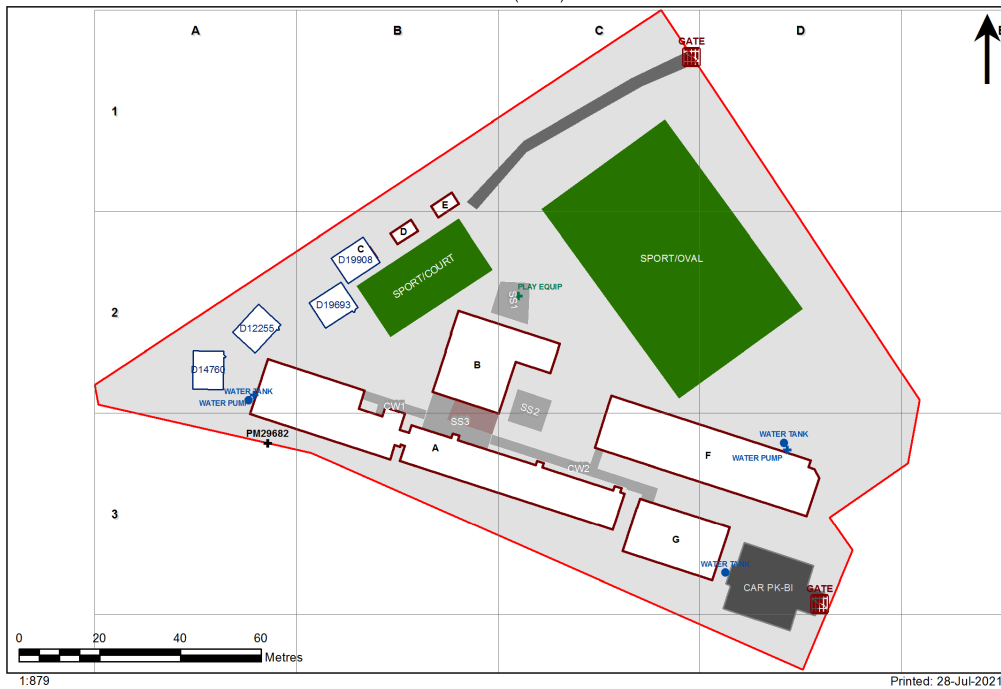 A
B
C
D
GATE
1
E
D
C
D19908
SPORT/COURT
SPORT/OVAL
PLAY EQUIP
SS1
2
D19693
D12255
D14760
B
WATER TANK
WATER PUMP
CW1
SS2
SS3
PM29682
A
CW2
F
WATER TANK
WATER PUMP
3
G
WATER TANK
CAR PK-BI
GATE
0
20
40
60
Metres
1:879
Printed: 28-Jul-2021